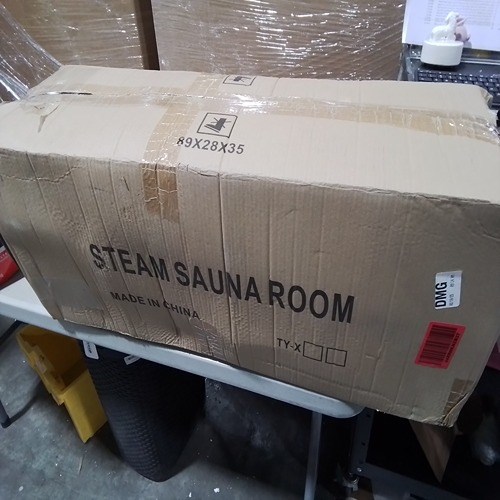 89X28X35
STEAM SAUNA ROOM
MADE IN CHINA
TY-X
DMG